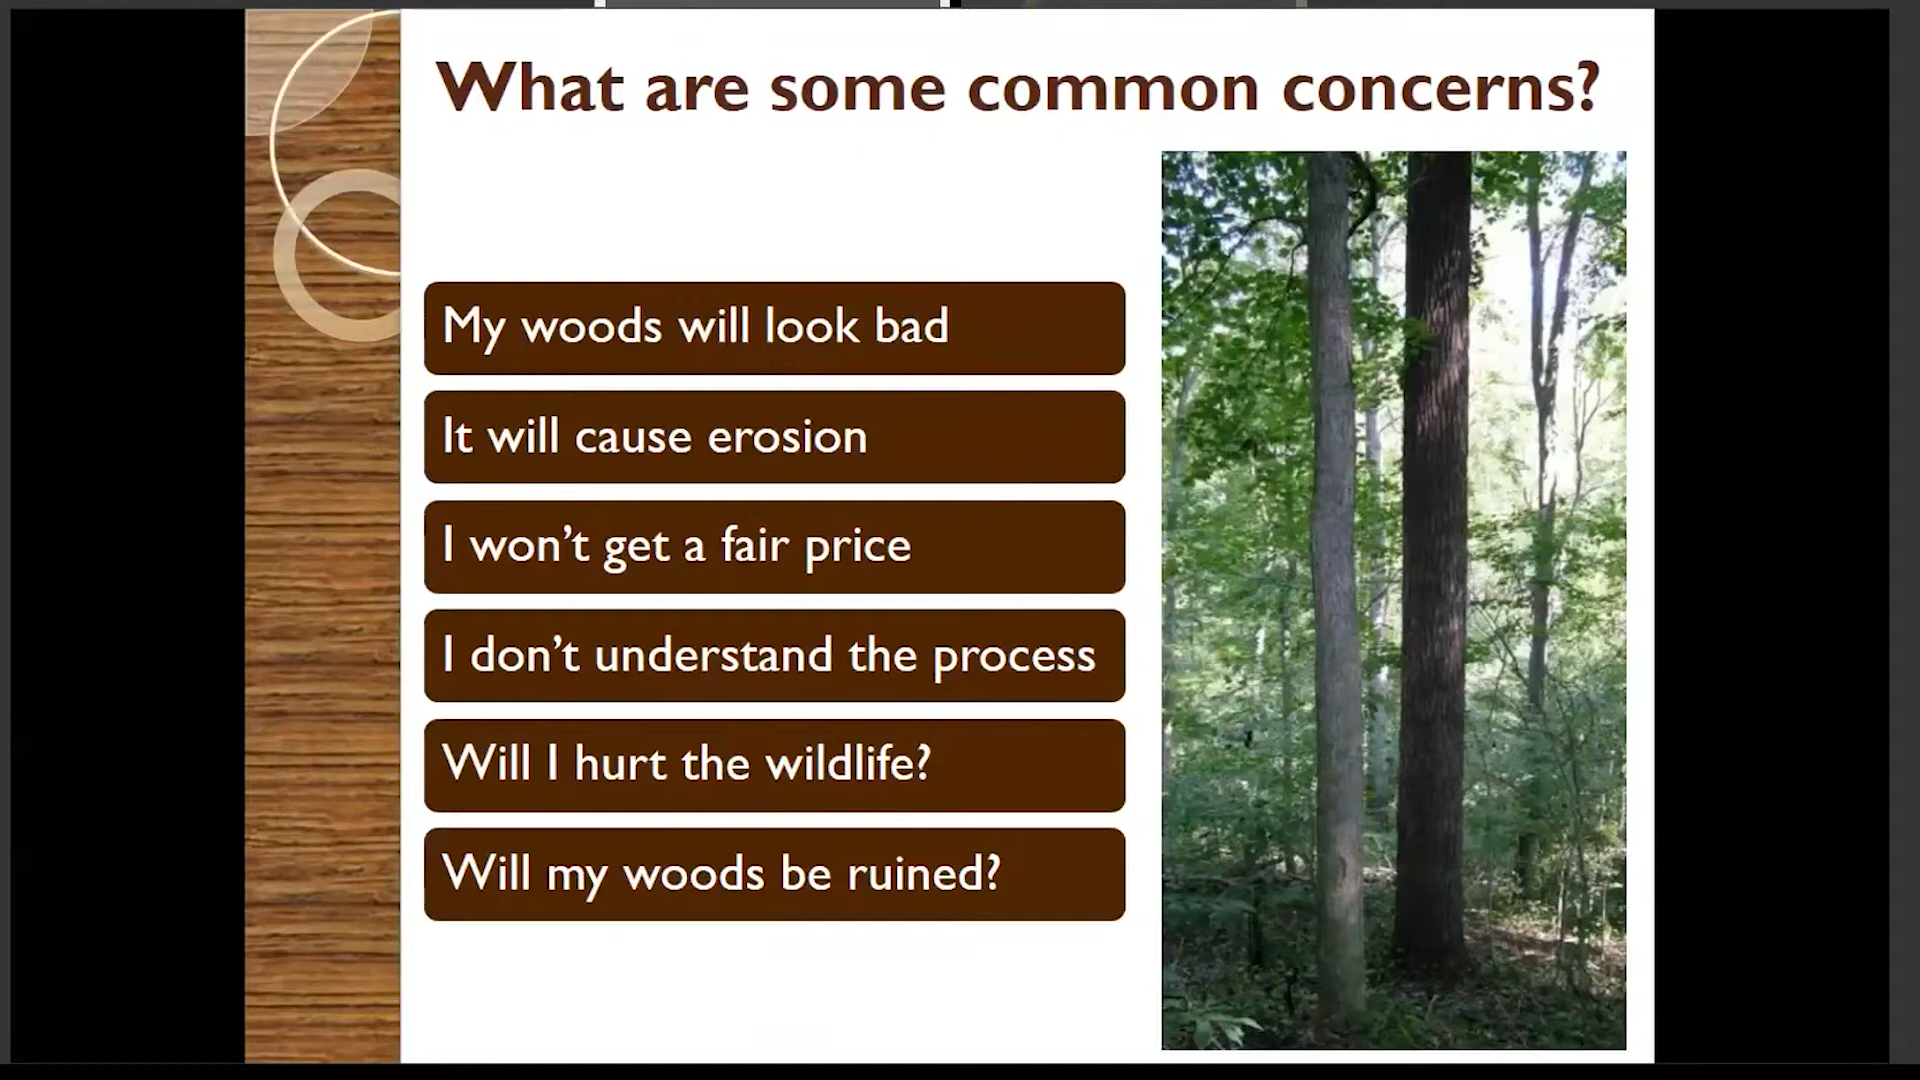 What are some common concerns?
My woods will look bad
It will cause erosion
I won’t get a fair price
I don’t understand the process
Will I hurt the wildlife?
Will my woods be ruined?